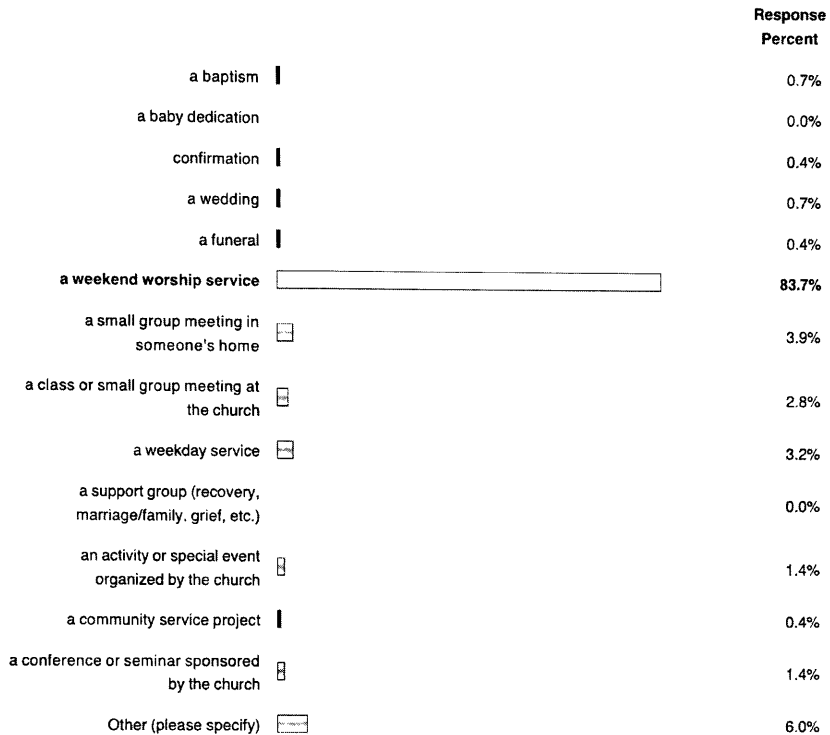 Response
Percent
a baptism 0.7%
a baby dedication 0.0%
confirmation 0.4%
a wedding 0.7%
a funeral 0.4%
a weekend worship service 83.7%
a small group meeting in
someone's home 3.9%
a class or small group meeting at
the church 2.8%
a weekday service 3.2%
a support group (recovery,
marriage/family, grief, etc.) 0.0%
an activity or special event
organized by the church 1.4%
a community service project 0.4%
a conference or seminar sponsored
by the church 1.4%
Other (please specify) 6.0%